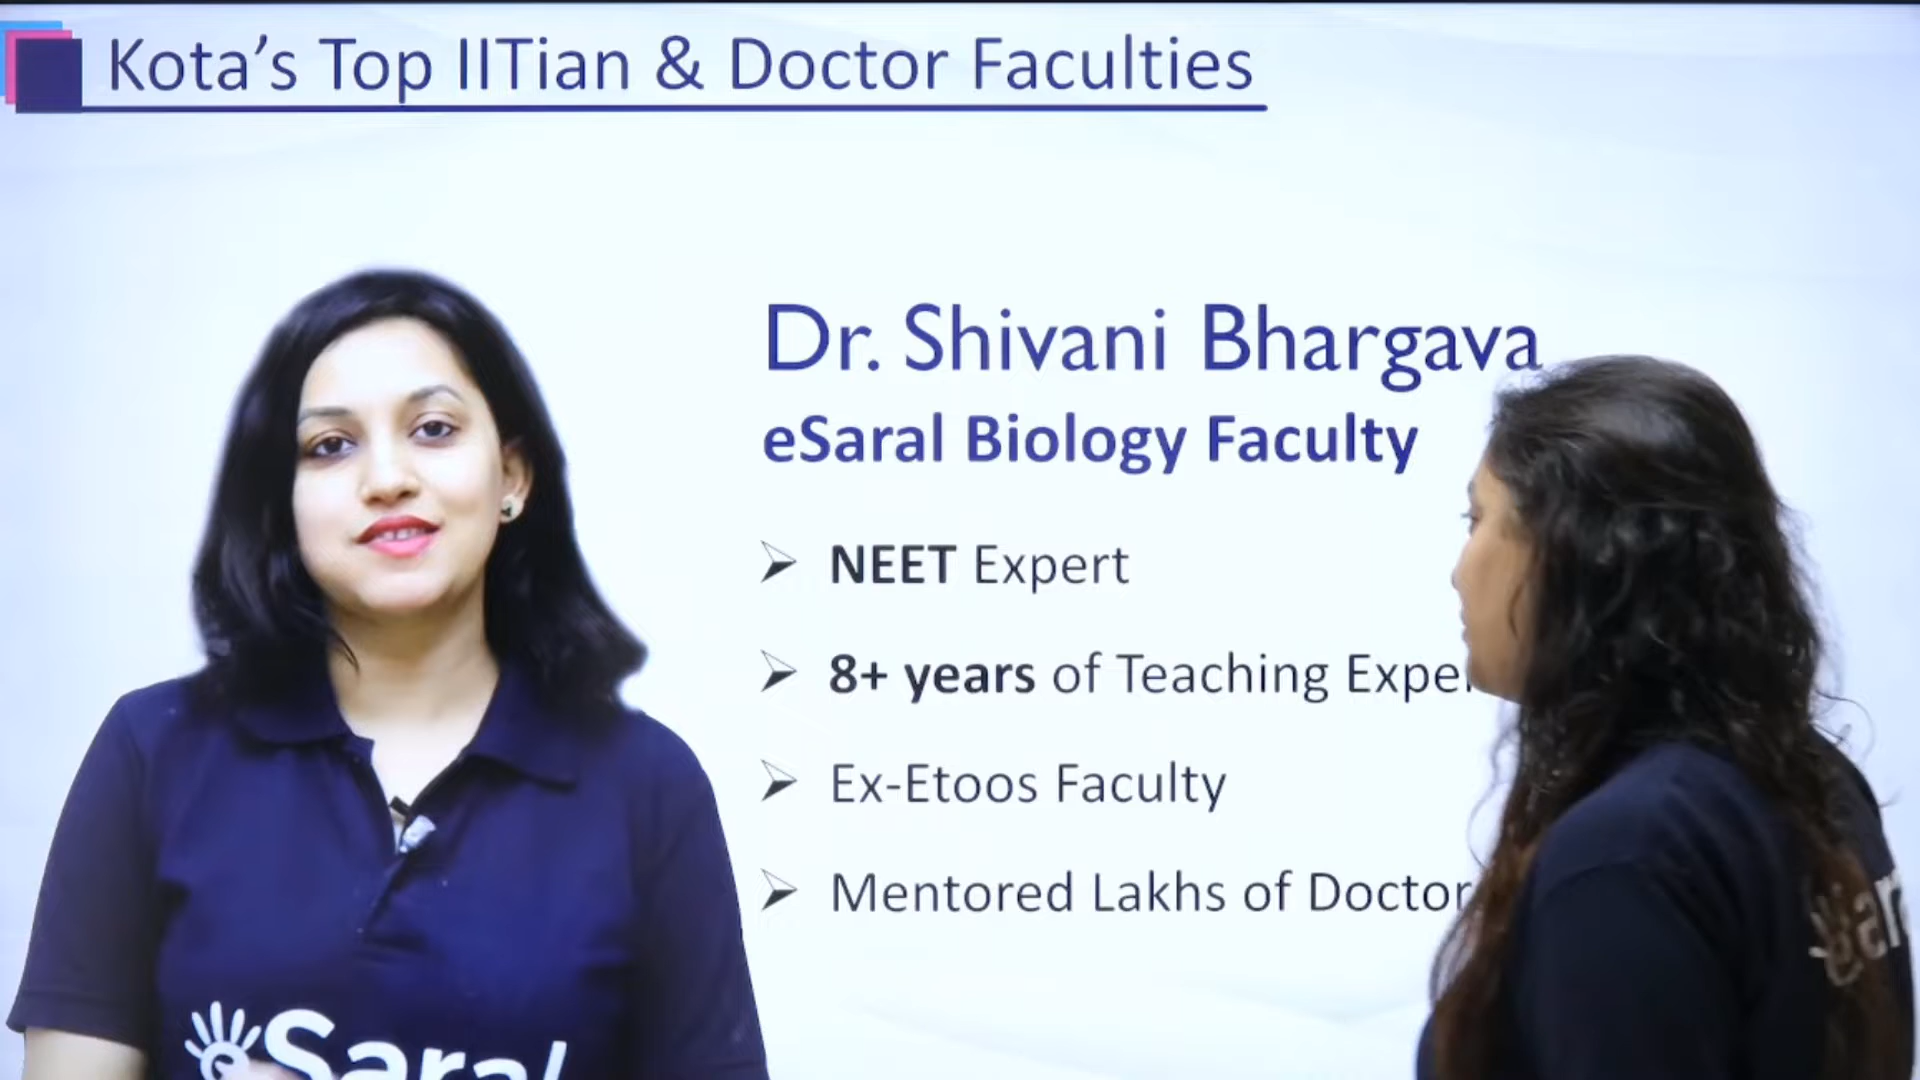 Kota's Top IITian & Doctor Faculties
Dr. Shivani Bhargava
eSaral Biology Faculty
➢ NEET Expert
➢ 8+ years of Teaching
➢ Ex-Etoos Faculty
➢ Mentored Lakhs of Doctor
eSaral